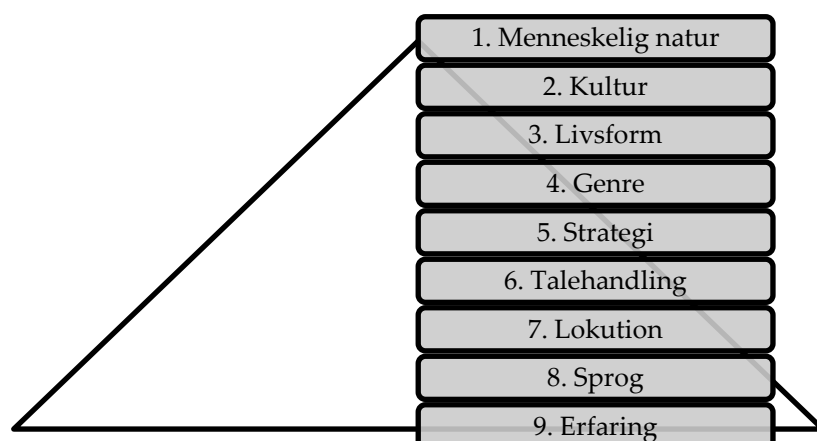 1. Menneskelig natur
2. Kultur
3. Livsform
4. Genre
5. Strategi
6. Talehandling
7. Lokution
8. Sprog
9. Erfaring